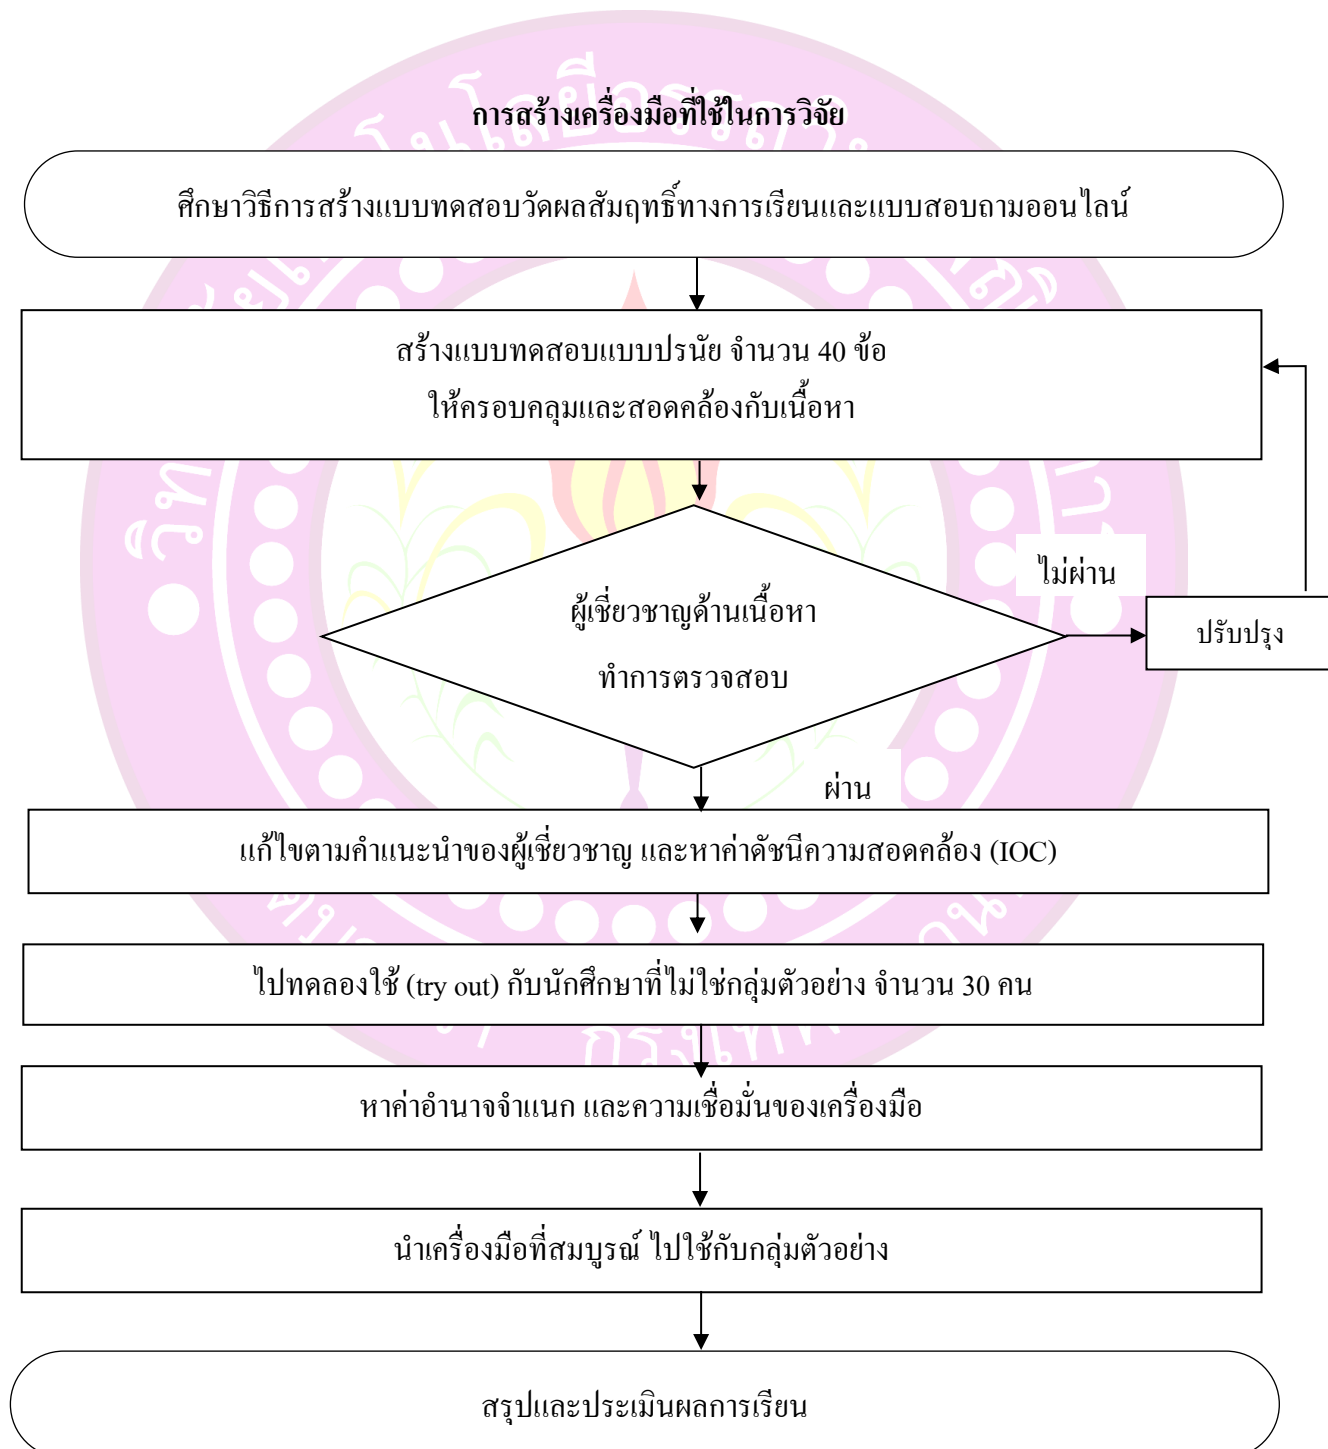 การสร้างเครื่องมือที่ใช้ในการวิจัย
ศึกษาวิธีการสร้างแบบทดสอบวัดผลสัมฤทธิ์ทางการเรียนและแบบสอบถามออนไลน์
สร้างแบบทดสอบแบบปรนัย จำนวน 40 ข้อ
ให้ครอบคลุมและสอดคล้องกับเนื้อหา
ไม่ผ่าน
ผู้เชี่ยวชาญด้านเนื้อหา
ปรับปรุง
ทำการตรวจสอบ
ผ่าน
แก้ไขตามคำแนะนำของผู้เชี่ยวชาญ และหาค่าดัชนีความสอดคล้อง (IOC)
ไปทดลองใช้ (try out) กับนักศึกษาที่ไม่ใช่กลุ่มตัวอย่าง จำนวน 30 คน
หาค่าอำนาจจำแนก และความเชื่อมั่นของเครื่องมือ
นำเครื่องมือที่สมบูรณ์ ไปใช้กับกลุ่มตัวอย่าง
สรุปและประเมินผลการเรียน